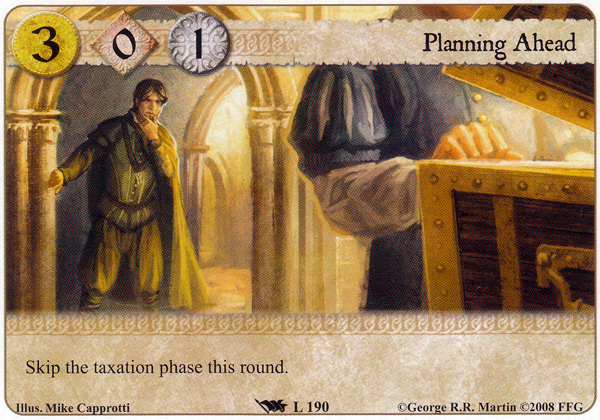 3 0 1 Planning Ahead
Skip the taxation phase this round.
Illus. Mike Capprotti L 190 ©George R.R. Martin ©2008 FFG